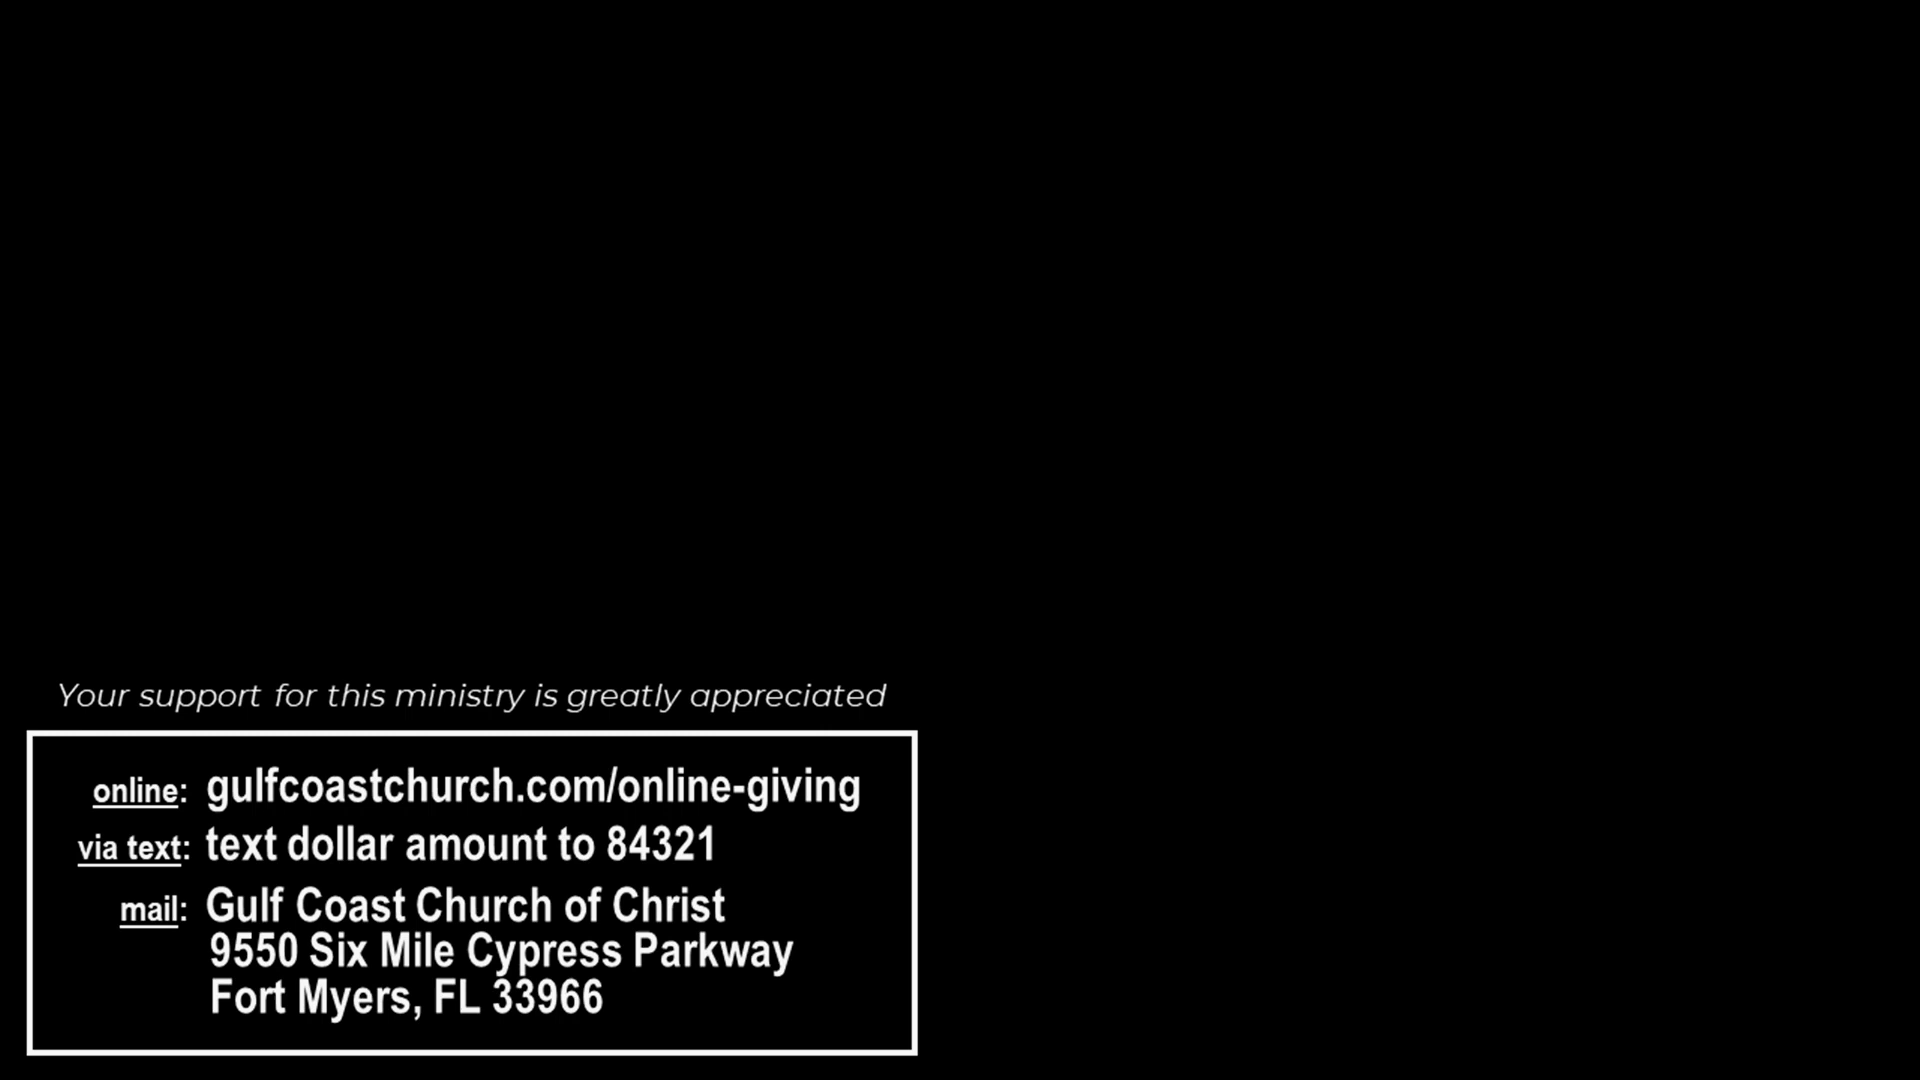 Your support for this ministry is greatly appreciated
online: gulfcoastchurch.com/online-giving
via text: text dollar amount to 84321
mail: Gulf Coast Church of Christ
9550 Six Mile Cypress Parkway
Fort Myers, FL 33966